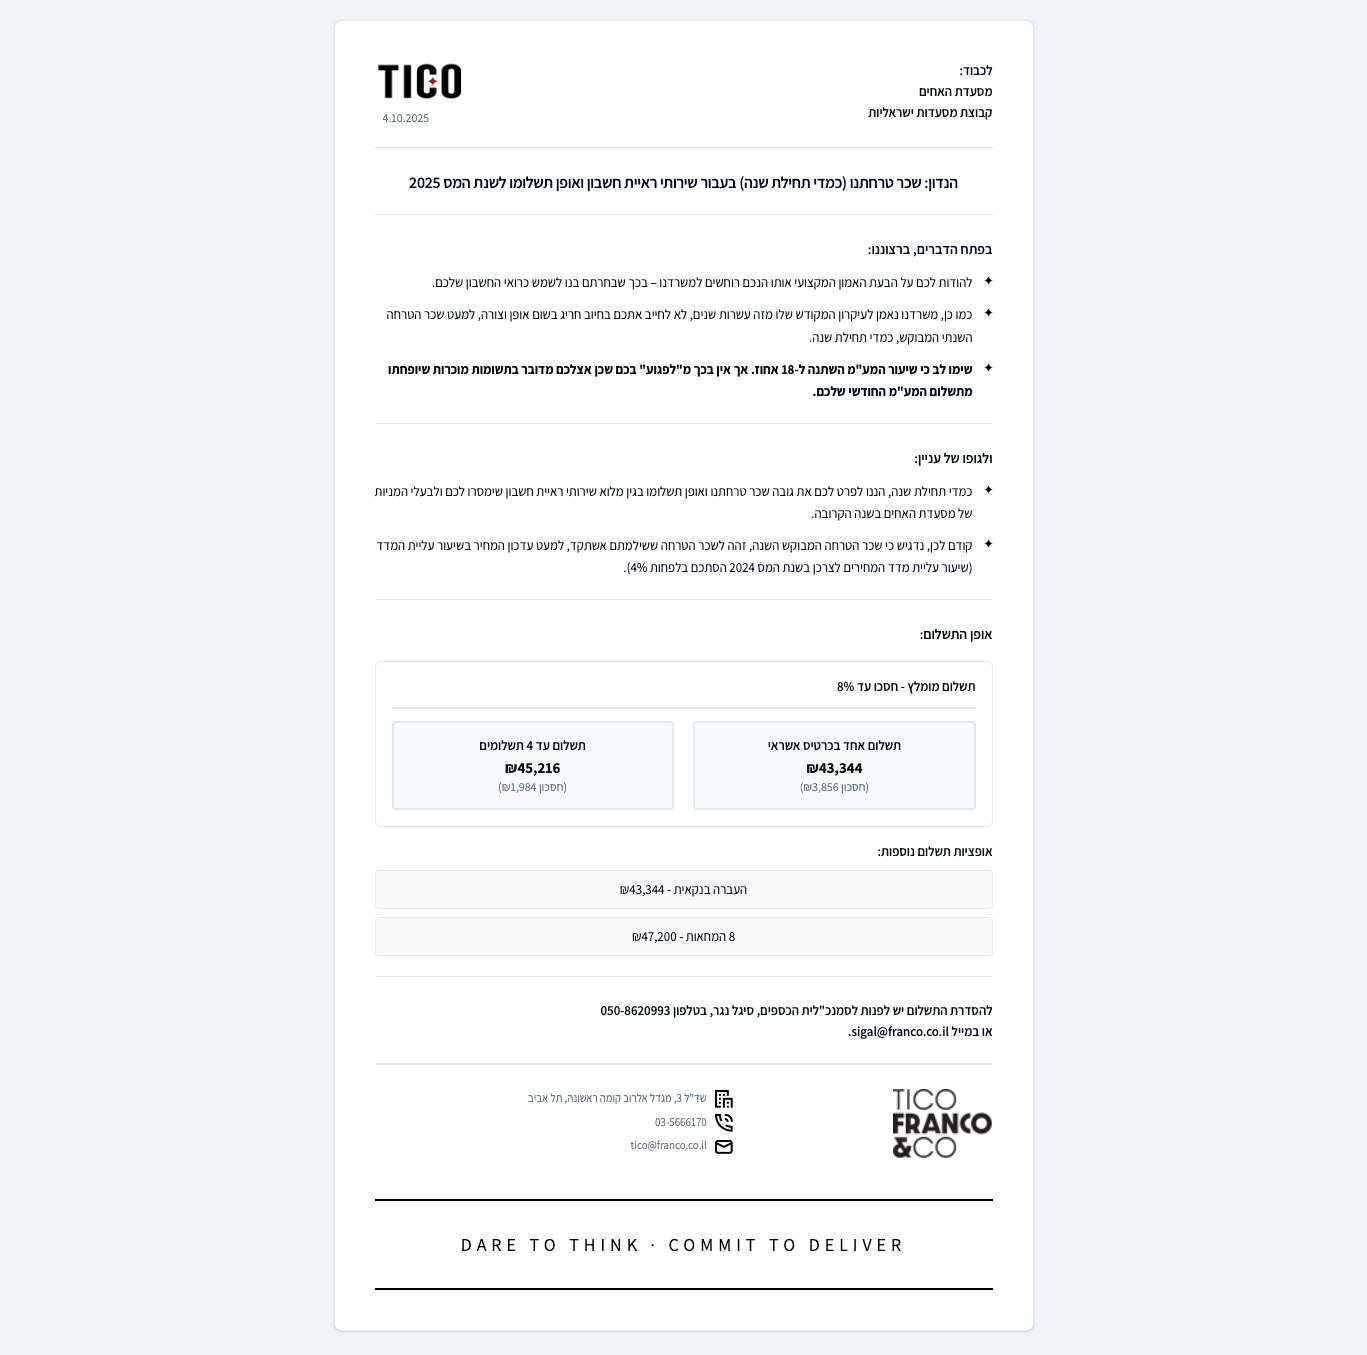 לכבוד:
מסעדת האחים
קבוצת מסעדות ישראליות
TICO
4.10.2025
הנדון: שכר טרחתנו (כמדי תחילת שנה) בעבור שירותי ראיית חשבון ואופן תשלומו לשנת המס 2025
בפתח הדברים, ברצוננו:
✦ להודות לכם על הבעת האמון המקצועי אותו הנכם רוחשים למשרדנו – בכך שבחרתם בנו לשמש כרואי החשבון שלכם.
✦ כמו כן, משרדנו נאמן לעיקרון המקודש שלו מזה עשרות שנים, לא לחייב אתכם בחיוב חריג בשום אופן וצורה, למעט שכר הטרחה
השנתי המבוקש, כמדי תחילת שנה.
✦ שימו לב כי שיעור המע"מ השתנה ל-18 אחוז. אך אין בכך מ"לפגוע" בכם שכן אצלכם מדובר בתשומות מוכרות שיופחתו
מתשלום המע"מ החודשי שלכם.
ולגופו של עניין:
✦ כמדי תחילת שנה, הננו לפרט לכם את גובה שכר טרחתנו ואופן תשלומו בגין מלוא שירותי ראיית חשבון שימסרו לכם ולבעלי המניות
של מסעדת האחים בשנה הקרובה.
✦ קודם לכן, נדגיש כי שכר הטרחה המבוקש השנה, זהה לשכר הטרחה ששילמתם אשתקד, למעט עדכון המחיר בשיעור עליית המדד
(שיעור עליית מדד המחירים לצרכן בשנת המס 2024 הסתכם בלפחות 4%).
אופן התשלום:
תשלום מומלץ - חסכו עד 8%
תשלום אחד בכרטיס אשראי
₪43,344
(חסכון ₪3,856)
תשלום עד 4 תשלומים
₪45,216
(חסכון ₪1,984)
אופציות תשלום נוספות:
העברה בנקאית - ₪43,344
8 המחאות - ₪47,200
להסדרת התשלום יש לפנות לסמנכ"לית הכספים, סיגל נגר, בטלפון 050-8620993
או במייל sigal@franco.co.il.
TICO
FRANCO
&CO
שד"ל 3, מגדל אלרוב קומה ראשונה, תל אביב
03-5666170
tico@franco.co.il
DARE TO THINK · COMMIT TO DELIVER